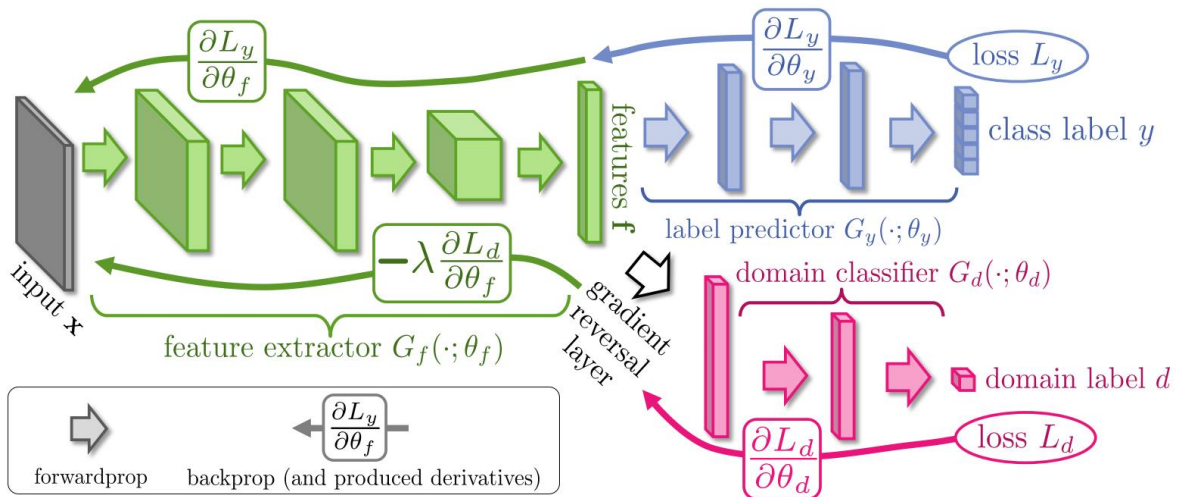 ∂L_y/∂θ_f
∂L_y/∂θ_y
loss L_y
input x
features f
class label y
label predictor G_y(·; θ_y)
−λ ∂L_d/∂θ_f
feature extractor G_f(·; θ_f)
gradient
reversal
layer
domain classifier G_d(·; θ_d)
domain label d
∂L_d/∂θ_d
loss L_d
forwardprop
∂L_y/∂θ_f
backprop (and produced derivatives)